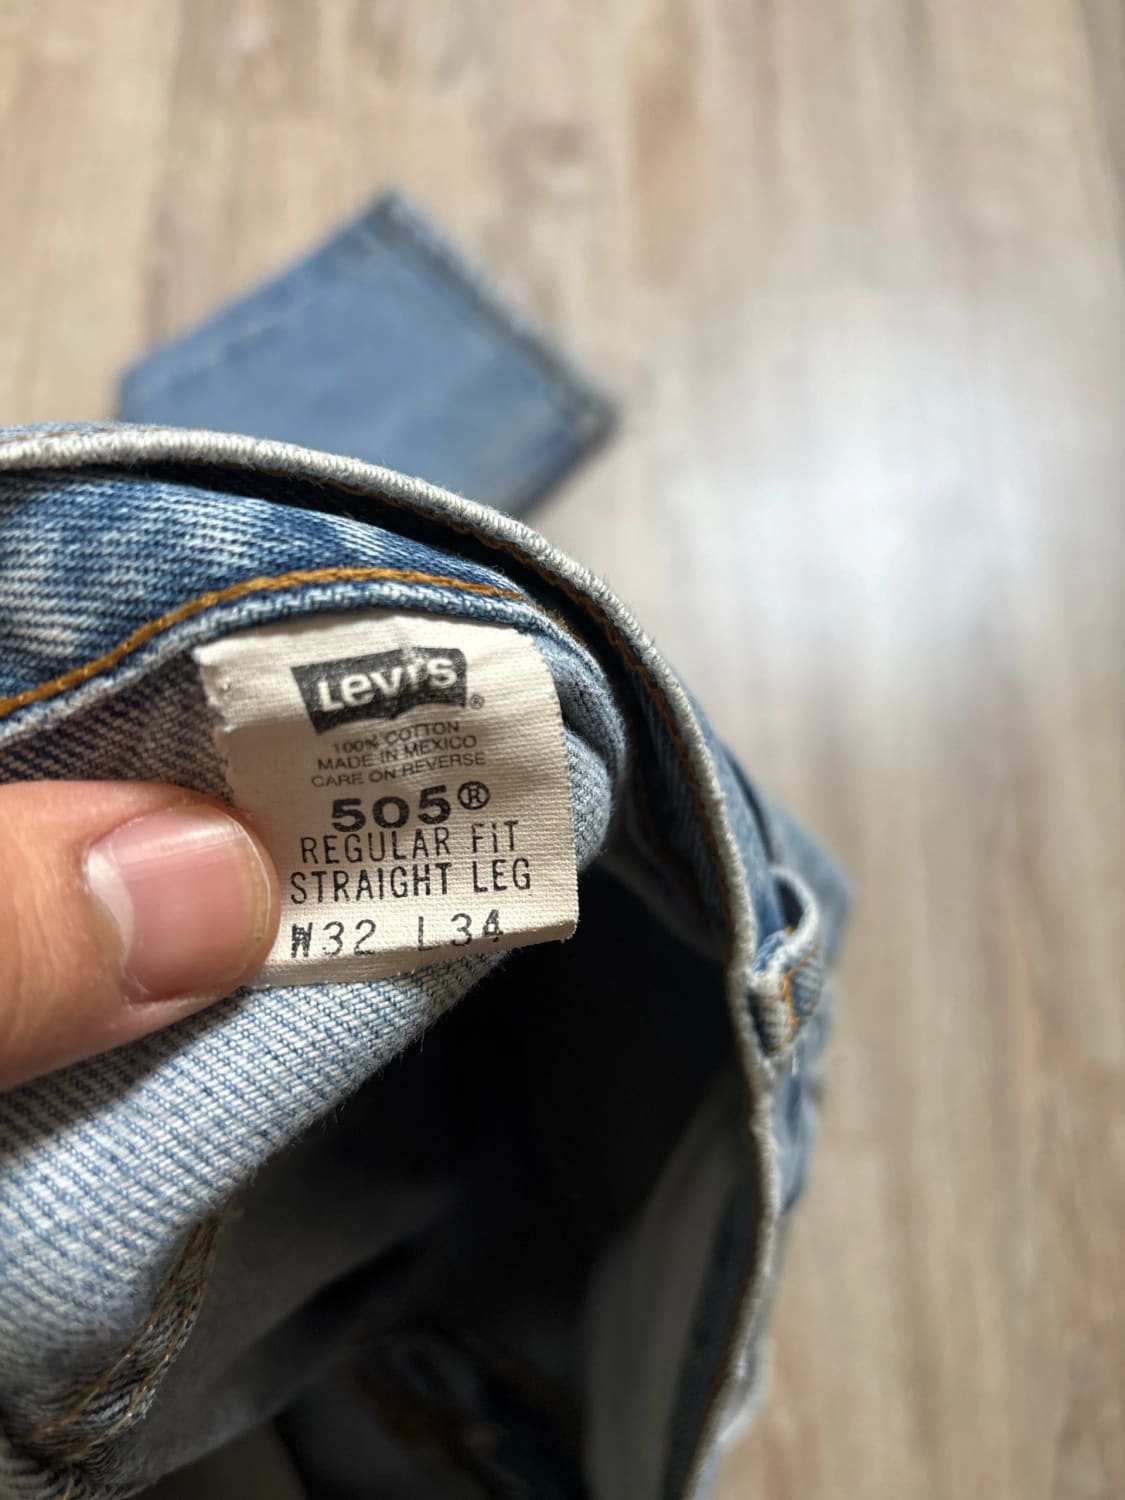 Levi's®
100% COTTON
MADE IN MEXICO
CARE ON REVERSE
505®
REGULAR FIT
STRAIGHT LEG
W32 L34